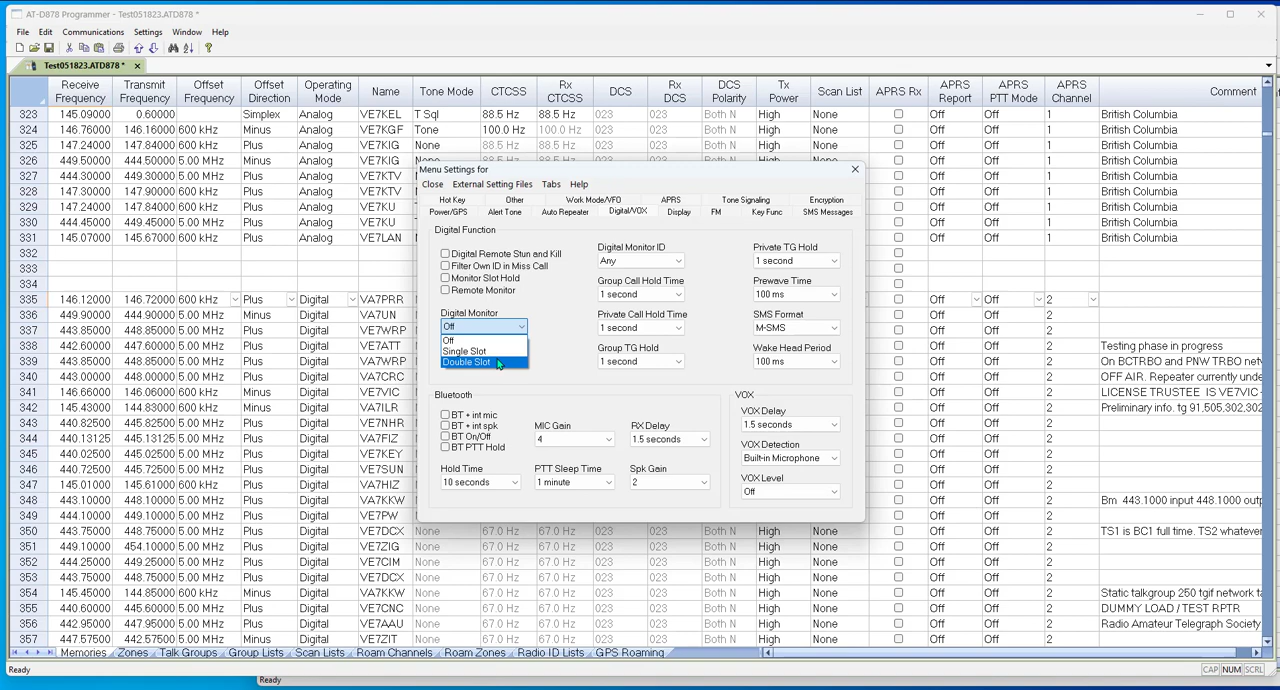 AT-D878 Programmer - Test051823.ATD878 *
File Edit Communications Settings Window Help
Test051823.ATD878 *
Receive Frequency Transmit Frequency Offset Frequency Offset Direction Operating Mode Name Tone Mode CTCSS Rx CTCSS DCS Rx DCS DCS Polarity Tx Power Scan List APRS Rx APRS Report APRS PTT Mode APRS Channel Comment
323 145.09000 0.60000 Simplex Analog VE7KEL T Sql 88.5 Hz 88.5 Hz 023 023 Both N High None Off Off 1 British Columbia
324 146.76000 146.16000 600 kHz Minus Analog VE7KGF Tone 100.0 Hz 100.0 Hz 023 023 Both N High None Off Off 1 British Columbia
325 147.24000 147.84000 600 kHz Plus Analog VE7KIG None 88.5 Hz 88.5 Hz 023 023 Both N High None Off Off 1 British Columbia
326 449.50000 444.50000 5.00 MHz Minus Analog VE7KIG None Off Off 1 British Columbia
327 444.30000 449.30000 5.00 MHz Plus Analog VE7KTV Off Off 1 British Columbia
328 147.30000 147.90000 600 kHz Plus Analog VE7KTV Off Off 1 British Columbia
329 147.24000 147.84000 600 kHz Plus Analog VE7KU Off Off 1 British Columbia
330 444.45000 449.45000 5.00 MHz Plus Analog VE7KU Off Off 1 British Columbia
331 145.07000 145.67000 600 kHz Plus Analog VE7LAN Off Off 1 British Columbia
332
333
334
335 146.12000 146.72000 600 kHz Plus Digital VA7PRR Off Off 2
336 449.90000 444.90000 5.00 MHz Minus Digital VA7UN Off Off 2
337 443.85000 448.85000 5.00 MHz Plus Digital VE7WRP Off Off 2
338 442.60000 447.60000 5.00 MHz Plus Digital VE7ATT Off Off 2 Testing phase in progress
339 443.40000 448.40000 5.00 MHz Plus Digital VE7RAP Off Off 2 On BCTRBO on PNW TRBO netw
340 443.00000 448.00000 5.00 MHz Plus Digital VA7CRC Off Off 2 OFF AIR. Repeater currently unde
341 146.66000 146.06000 600 kHz Minus Digital VE7VIC Off Off 2 LICENSE TRUSTEE IS VE7VIC -
342 145.43000 144.83000 600 kHz Minus Digital VA7ILR Off Off 2 Preliminary info. tg 91,505,302,302
343 440.82500 445.82500 5.00 MHz Plus Digital VE7NHR Off Off 2
344 440.13125 445.13125 5.00 MHz Plus Digital VA7FIZ Off Off 2
345 440.02500 445.02500 5.00 MHz Plus Digital VE7KEY Off Off 2
346 440.72500 445.72500 5.00 MHz Plus Digital VE7SUN Off Off 2
347 145.01000 145.61000 600 kHz Plus Digital VA7HIZ Off Off 2
348 443.10000 448.10000 5.00 MHz Plus Digital VA7KKW Off Off 2 Bm 443.1000 input 448.1000 outp
349 444.10000 449.10000 5.00 MHz Plus Digital VE7PW Off Off 2
350 443.75000 448.75000 5.00 MHz Plus Digital VE7DCX None 67.0 Hz 67.0 Hz 023 023 Both N High None Off Off 2 TS1 is BC1 full time. TS2 whatever
351 449.10000 454.10000 5.00 MHz Plus Digital VE7ZIG None 67.0 Hz 67.0 Hz 023 023 Both N High None Off Off 2
352 444.25000 449.25000 5.00 MHz Plus Digital VE7CIM None 67.0 Hz 67.0 Hz 023 023 Both N High None Off Off 2
353 443.75000 448.75000 5.00 MHz Plus Digital VE7DCX None 67.0 Hz 67.0 Hz 023 023 Both N High None Off Off 2
354 145.45000 144.85000 600 kHz Minus Digital VA7KKW None 67.0 Hz 67.0 Hz 023 023 Both N High None Off Off 2 Static talkgroup 250 tgif network ta
355 440.60000 445.60000 5.00 MHz Plus Digital VE7CNC None 67.0 Hz 67.0 Hz 023 023 Both N High None Off Off 2 DUMMY LOAD / TEST RPTR
356 442.95000 447.95000 5.00 MHz Plus Digital VE7AAU None 67.0 Hz 67.0 Hz 023 023 Both N High None Off Off 2 Radio Amateur Telegraph Society
357 447.57500 442.57500 5.00 MHz Minus Digital VE7ZIT None 67.0 Hz 67.0 Hz 023 023 Both N High None Off Off 2
Memories Zones Talk Groups Group Lists Scan Lists Roam Channels Roam Zones Radio ID Lists GPS Roaming
Ready CAP NUM SCRL
Ready
Menu Settings for
Close External Setting Files Tabs Help
Hot Key Other Work Mode/VFO APRS Tone Signaling Encryption
Power/GPS Alert Tone Auto Repeater Digital/VOX Display FM Key Func SMS Messages
Digital Function
Digital Remote Stun and Kill
Filter Own ID in Miss Call
Monitor Slot Hold
Remote Monitor
Digital Monitor
Off
Off
Single Slot
Double Slot
Digital Monitor ID
Any
Group Call Hold Time
1 second
Private Call Hold Time
1 second
Group TG Hold
1 second
Private TG Hold
1 second
Prewave Time
100 ms
SMS Format
M-SMS
Wake Head Period
100 ms
Bluetooth
BT + int mic
BT + int spk
BT On/Off
BT PTT Hold
MIC Gain
4
RX Delay
1.5 seconds
Hold Time
10 seconds
PTT Sleep Time
1 minute
Spk Gain
2
VOX
VOX Delay
1.5 seconds
VOX Detection
Built-in Microphone
VOX Level
Off